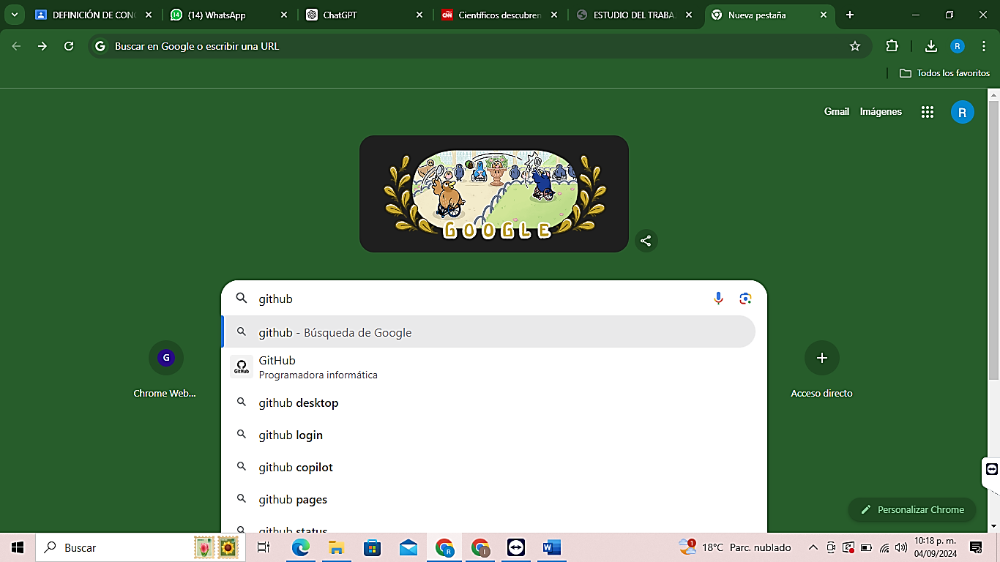 DEFINICIÓN DE CON
(14) WhatsApp
ChatGPT
Científicos descubren
ESTUDIO DEL TRABA
Nueva pestaña
Buscar en Google o escribir una URL
R
Todos los favoritos
Gmail
Imágenes
R
GOOGLE
github
github - Búsqueda de Google
GitHub
GitHub
Programadora informática
github desktop
github login
github copilot
github pages
github status
G
Chrome Web...
Acceso directo
Personalizar Chrome
Buscar
18°C Parc. nublado
10:18 p. m.
04/09/2024